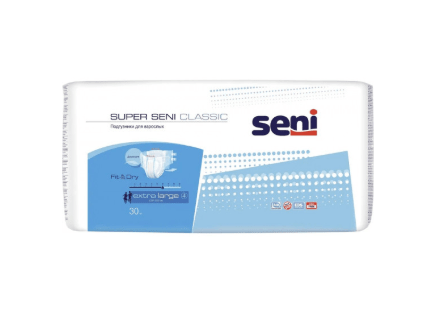 SUPER SENI CLASSIC
Подгузники для взрослых
seni
Fit & Dry
extra large 4
30